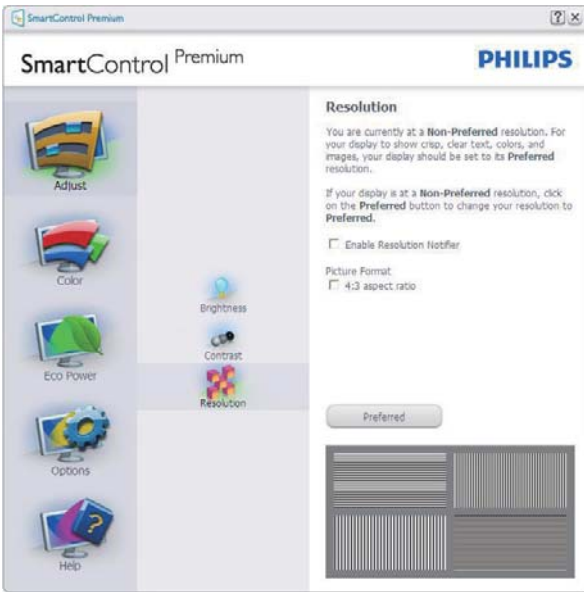 SmartControl Premium
SmartControl Premium
PHILIPS
Adjust
Color
Eco Power
Options
Help
Brightness
Contrast
Resolution
Resolution
You are currently at a Non-Preferred resolution. For
your display to show crisp, clear text, colors, and
images, your display should be set to its Preferred
resolution.
If your display is at a Non-Preferred resolution, click
on the Preferred button to change your resolution to
Preferred.
Enable Resolution Notifier
Picture Format
4:3 aspect ratio
Preferred